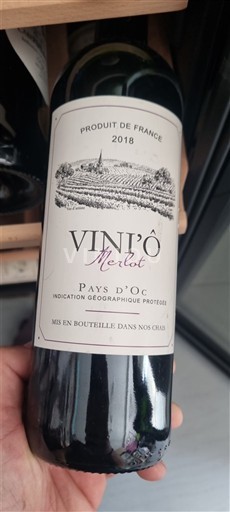 PRODUIT DE FRANCE
2018
VINI'Ô
Merlot
PAYS D'OC
INDICATION GÉOGRAPHIQUE PROTÉGÉE
MIS EN BOUTEILLE DANS NOS CHAIS